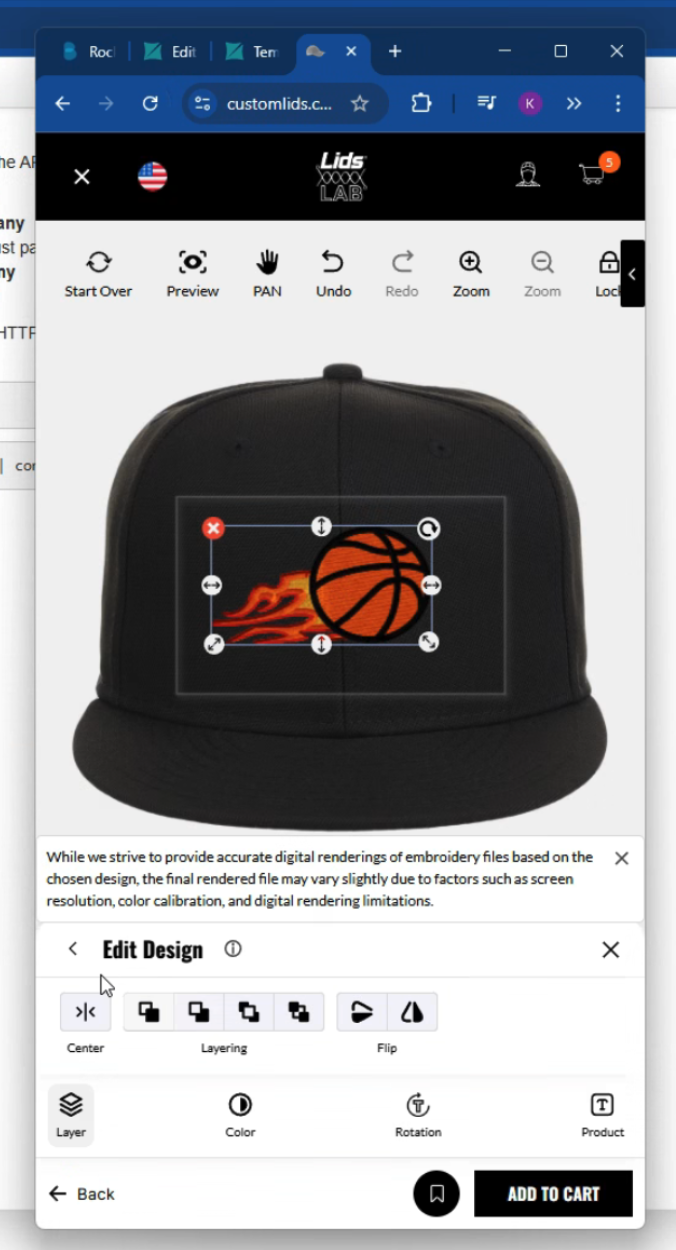 Roc
Edit
Tem
customlids.c...
K
he
any
ust pa
ny
HTTP
| con
Lids
XXXXX
LAB
5
Start Over
Preview
PAN
Undo
Redo
Zoom
Zoom
Lock
While we strive to provide accurate digital renderings of embroidery files based on the
chosen design, the final rendered file may vary slightly due to factors such as screen
resolution, color calibration, and digital rendering limitations.
Edit Design
Center
Layering
Flip
Layer
Color
Rotation
Product
Back
ADD TO CART